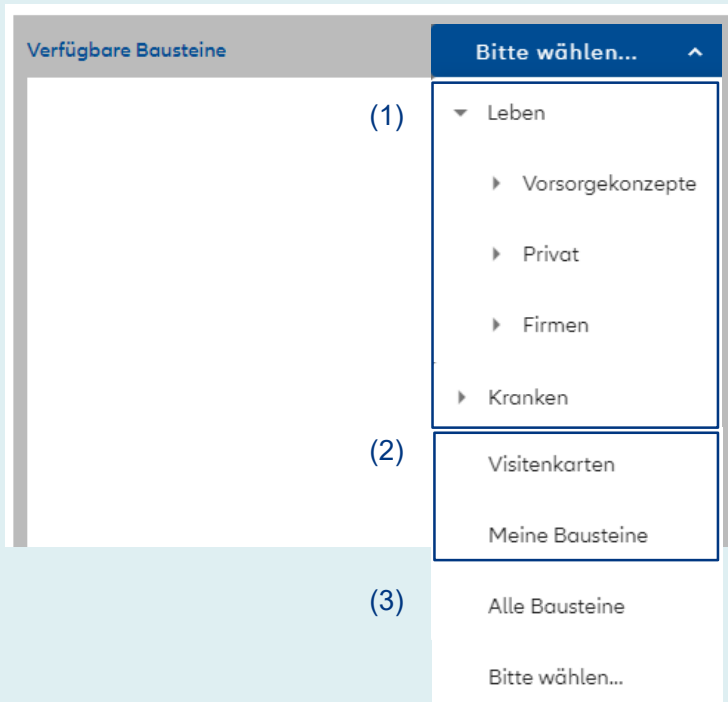 Verfügbare Bausteine
Bitte wählen...
(1)
Leben
Vorsorgekonzepte
Privat
Firmen
Kranken
(2)
Visitenkarten
Meine Bausteine
(3)
Alle Bausteine
Bitte wählen...